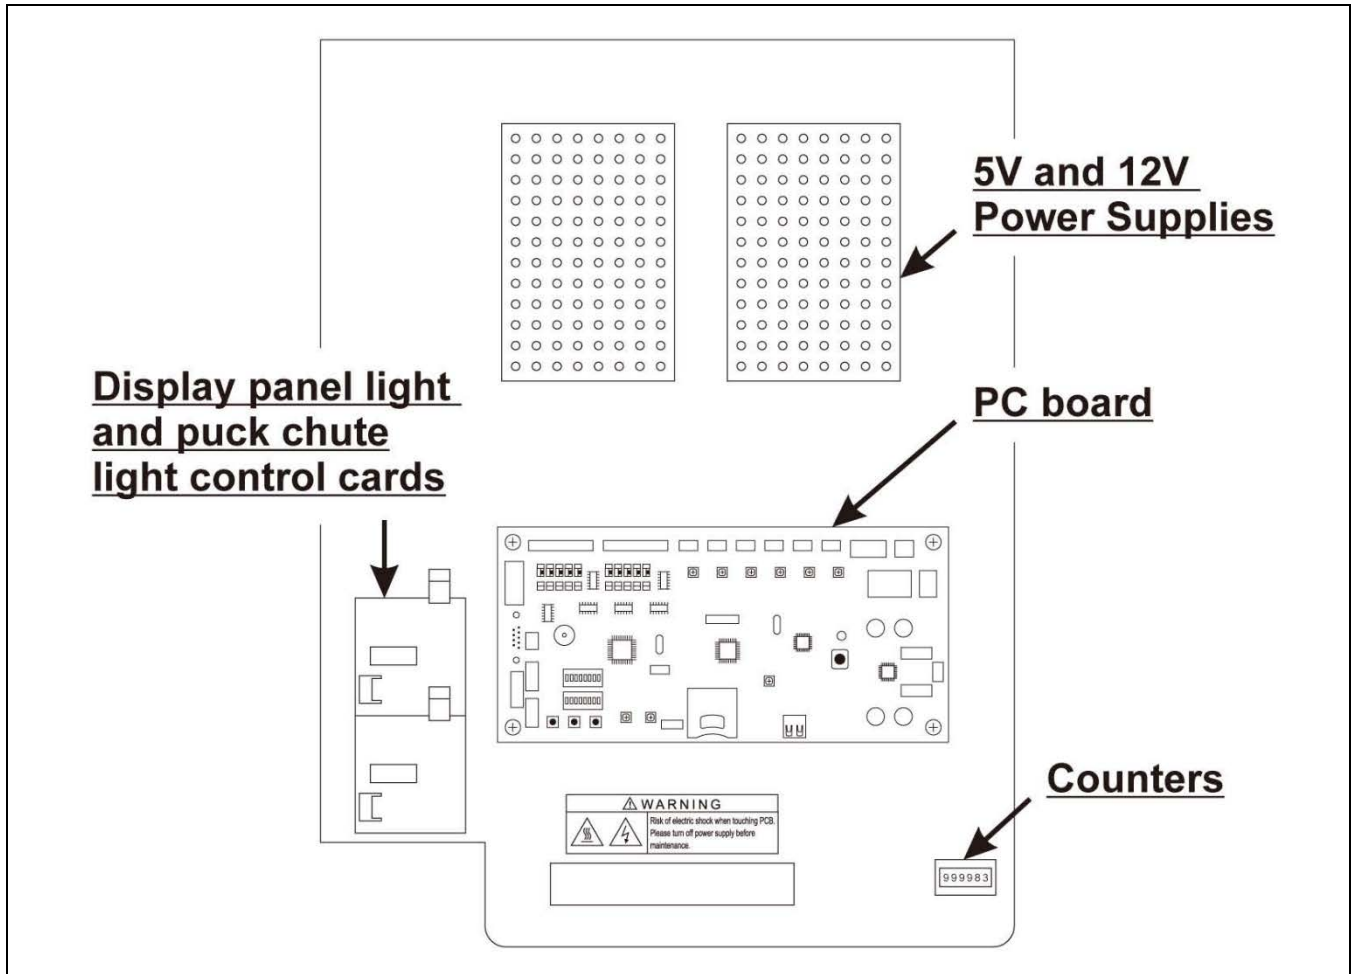 5V and 12V
Power Supplies
Display panel light
and puck chute
light control cards
PC board
Counters
WARNING
Risk of electric shock when touching PCB.
Please turn off power supply before
maintenance.
999983